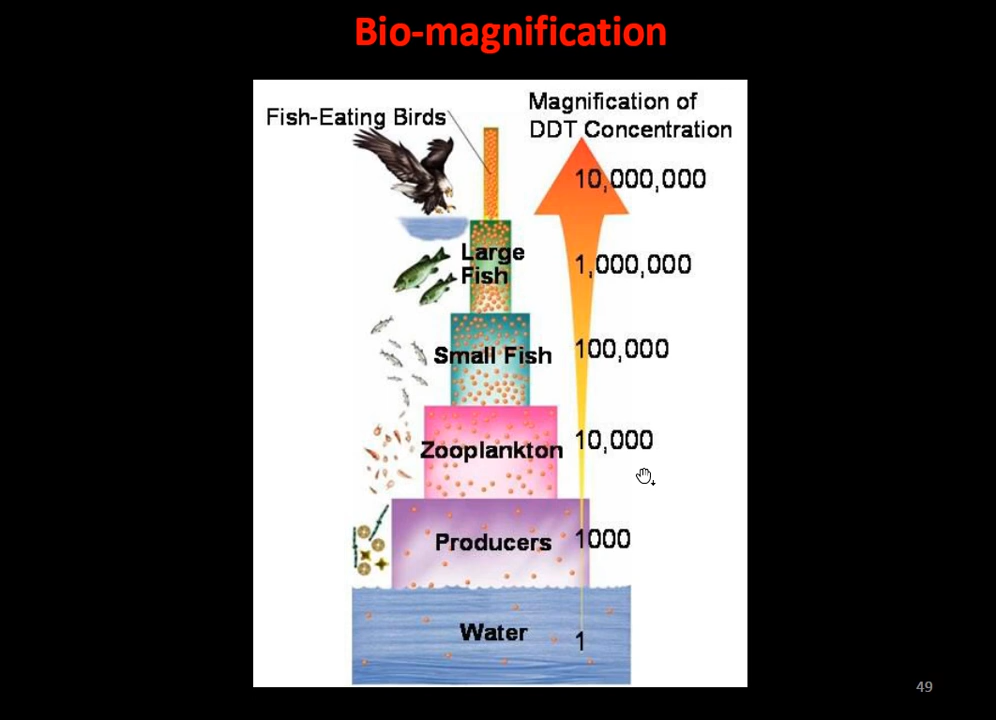 Bio-magnification
Fish-Eating Birds
Magnification of
DDT Concentration
10,000,000
Large
Fish
1,000,000
Small Fish
100,000
Zooplankton
10,000
Producers
1000
Water
1
49